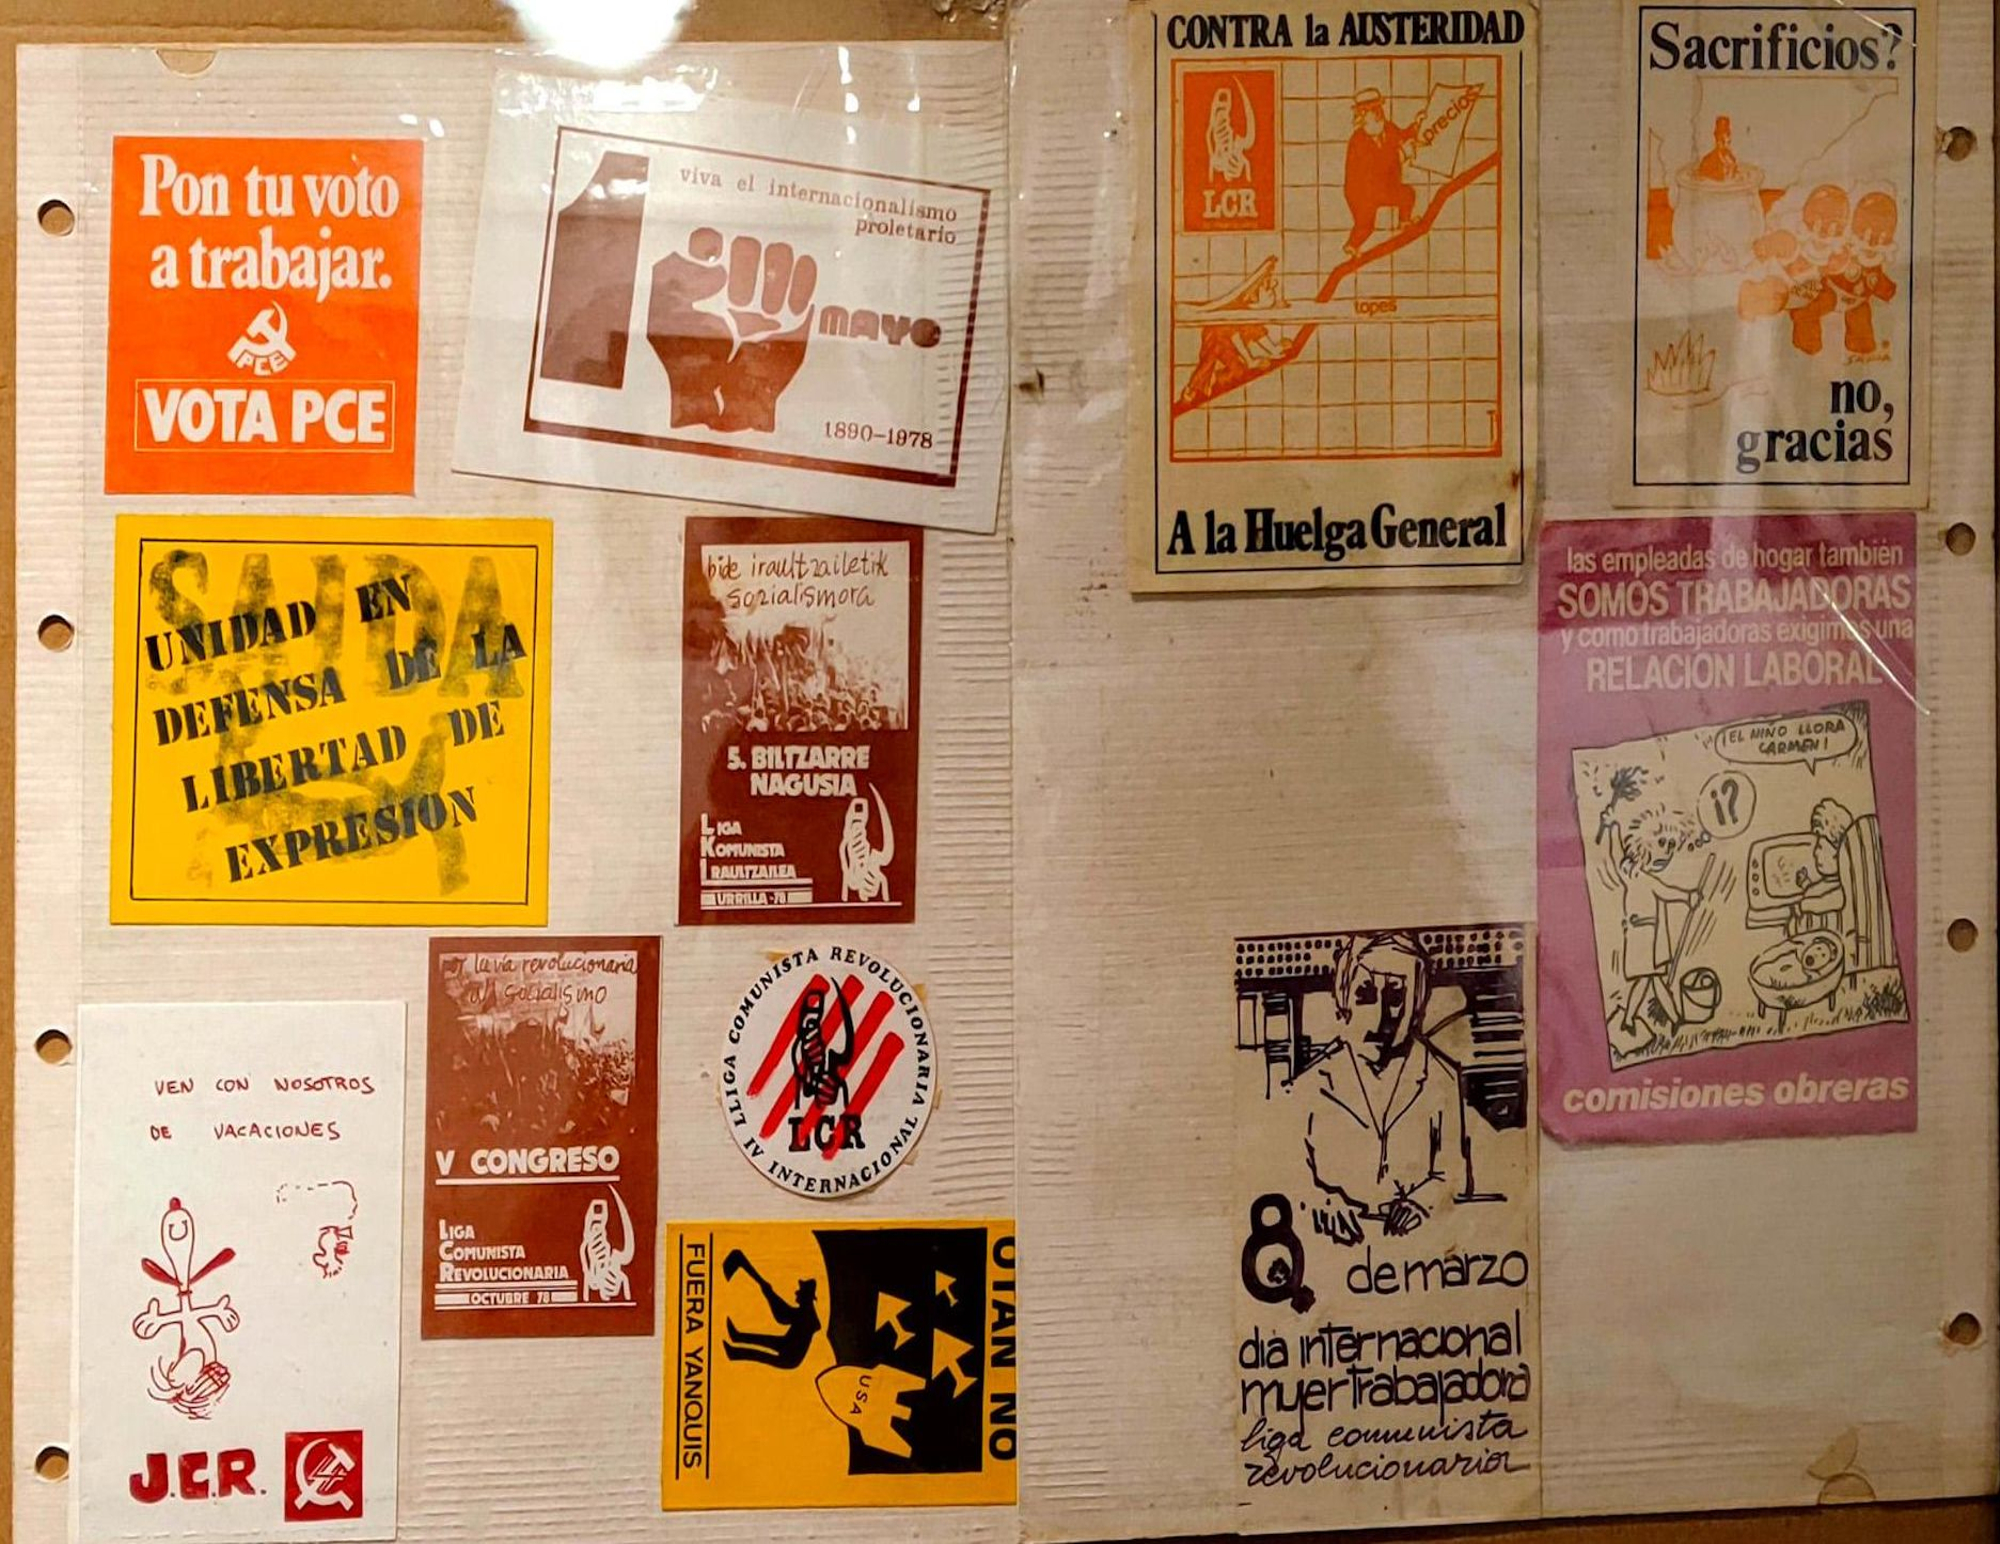 Pon tu voto
a trabajar.
PCE
VOTA PCE
viva el internacionalismo
proletario
1
MAYO
1890-1978
SAIDA
UNIDAD EN
DEFENSA DE LA
LIBERTAD DE
EXPRESION
bide iraultzailetik
sozialismora
5. BILTZARRE
NAGUSIA
LIGA
KOMUNISTA
IRAULTZAILEA
URRILLA -78
VEN CON NOSOTROS
DE VACACIONES
J.C.R.
la via revolucionaria
al socialismo
V CONGRESO
LIGA
COMUNISTA
REVOLUCIONARIA
OCTUBRE 78
LLIGA COMUNISTA REVOLUCIONARIA IV INTERNACIONAL
LCR
OTAN NO
USA
FUERA YANQUIS
CONTRA la AUSTERIDAD
LCR
precios
topes
A la Huelga General
Sacrificios?
no,
gracias
las empleadas de hogar también
SOMOS TRABAJADORAS
y como trabajadoras exigimos una
RELACIÓN LABORAL
¡EL NIÑO LLORA
CARMEN!
¡?
comisiones obreras
8 de marzo
dia internacional
mujer trabajadora
liga comunista
revolucionaria